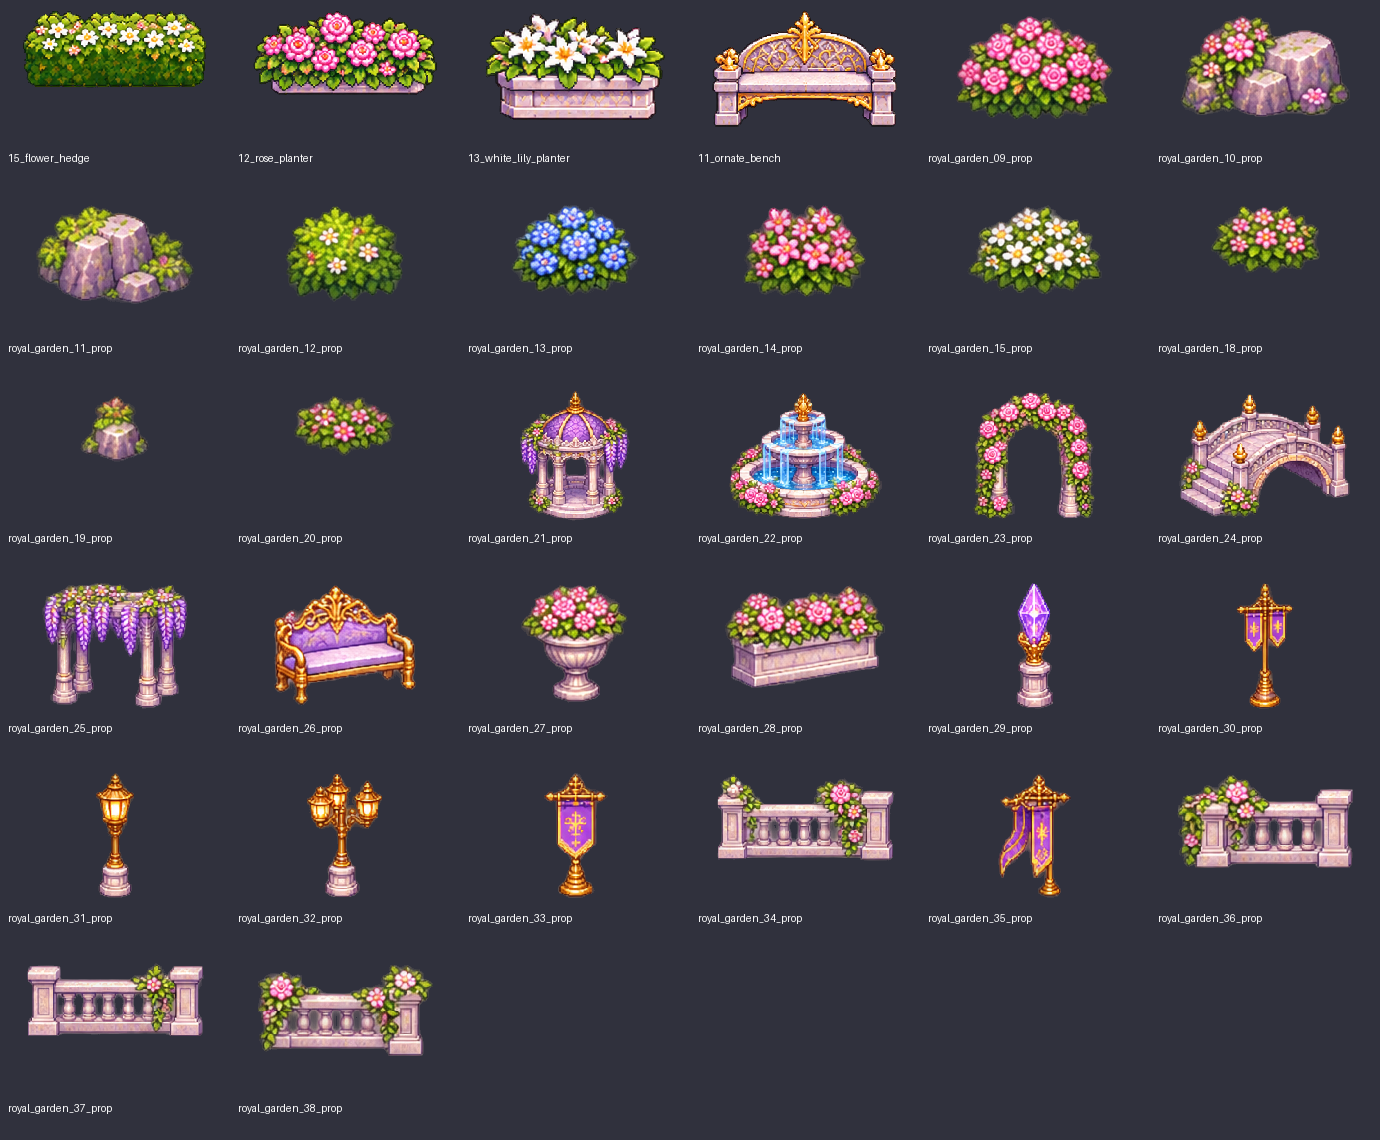 15_flower_hedge
12_rose_planter
13_white_lily_planter
11_ornate_bench
royal_garden_09_prop
royal_garden_10_prop
royal_garden_11_prop
royal_garden_12_prop
royal_garden_13_prop
royal_garden_14_prop
royal_garden_15_prop
royal_garden_18_prop
royal_garden_19_prop
royal_garden_20_prop
royal_garden_21_prop
royal_garden_22_prop
royal_garden_23_prop
royal_garden_24_prop
royal_garden_25_prop
royal_garden_26_prop
royal_garden_27_prop
royal_garden_28_prop
royal_garden_29_prop
royal_garden_30_prop
royal_garden_31_prop
royal_garden_32_prop
royal_garden_33_prop
royal_garden_34_prop
royal_garden_35_prop
royal_garden_36_prop
royal_garden_37_prop
royal_garden_38_prop